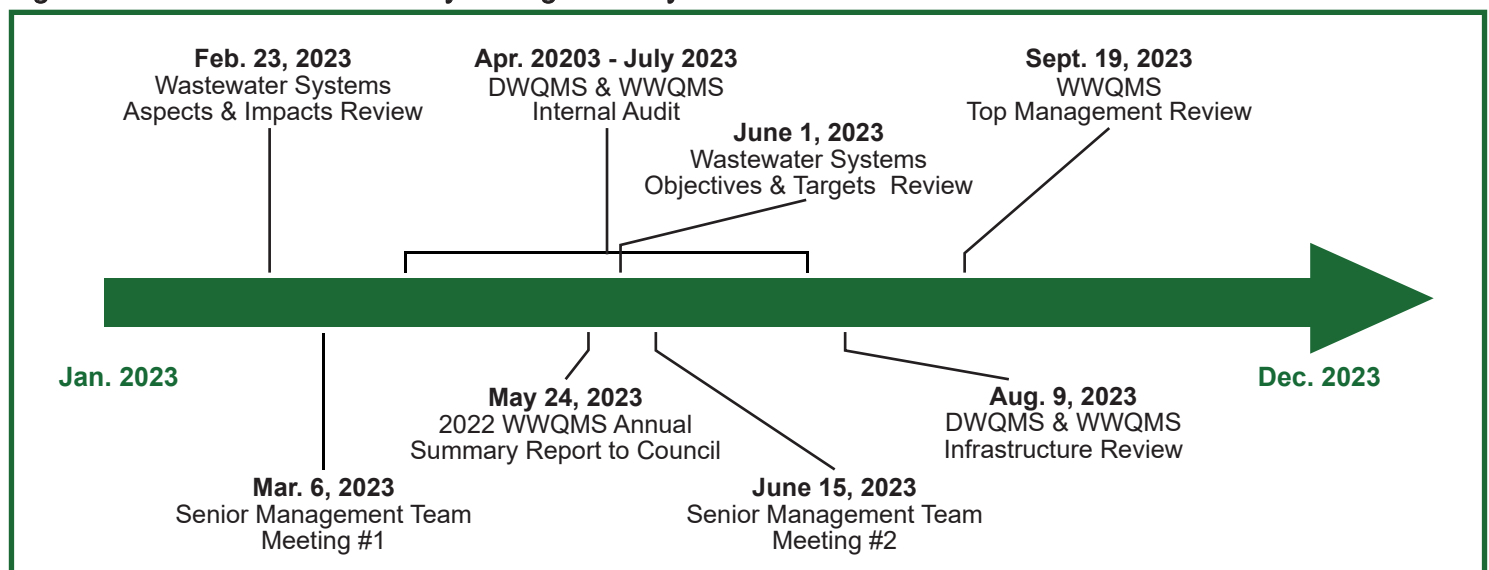 Feb. 23, 2023
Wastewater Systems
Aspects & Impacts Review
Apr. 20203 - July 2023
DWQMS & WWQMS
Internal Audit
June 1, 2023
Wastewater Systems
Objectives & Targets  Review
Sept. 19, 2023
WWQMS
Top Management Review
Jan. 2023
Dec. 2023
Mar. 6, 2023
Senior Management Team
Meeting #1
May 24, 2023
2022 WWQMS Annual
Summary Report to Council
June 15, 2023
Senior Management Team
Meeting #2
Aug. 9, 2023
DWQMS & WWQMS
Infrastructure Review